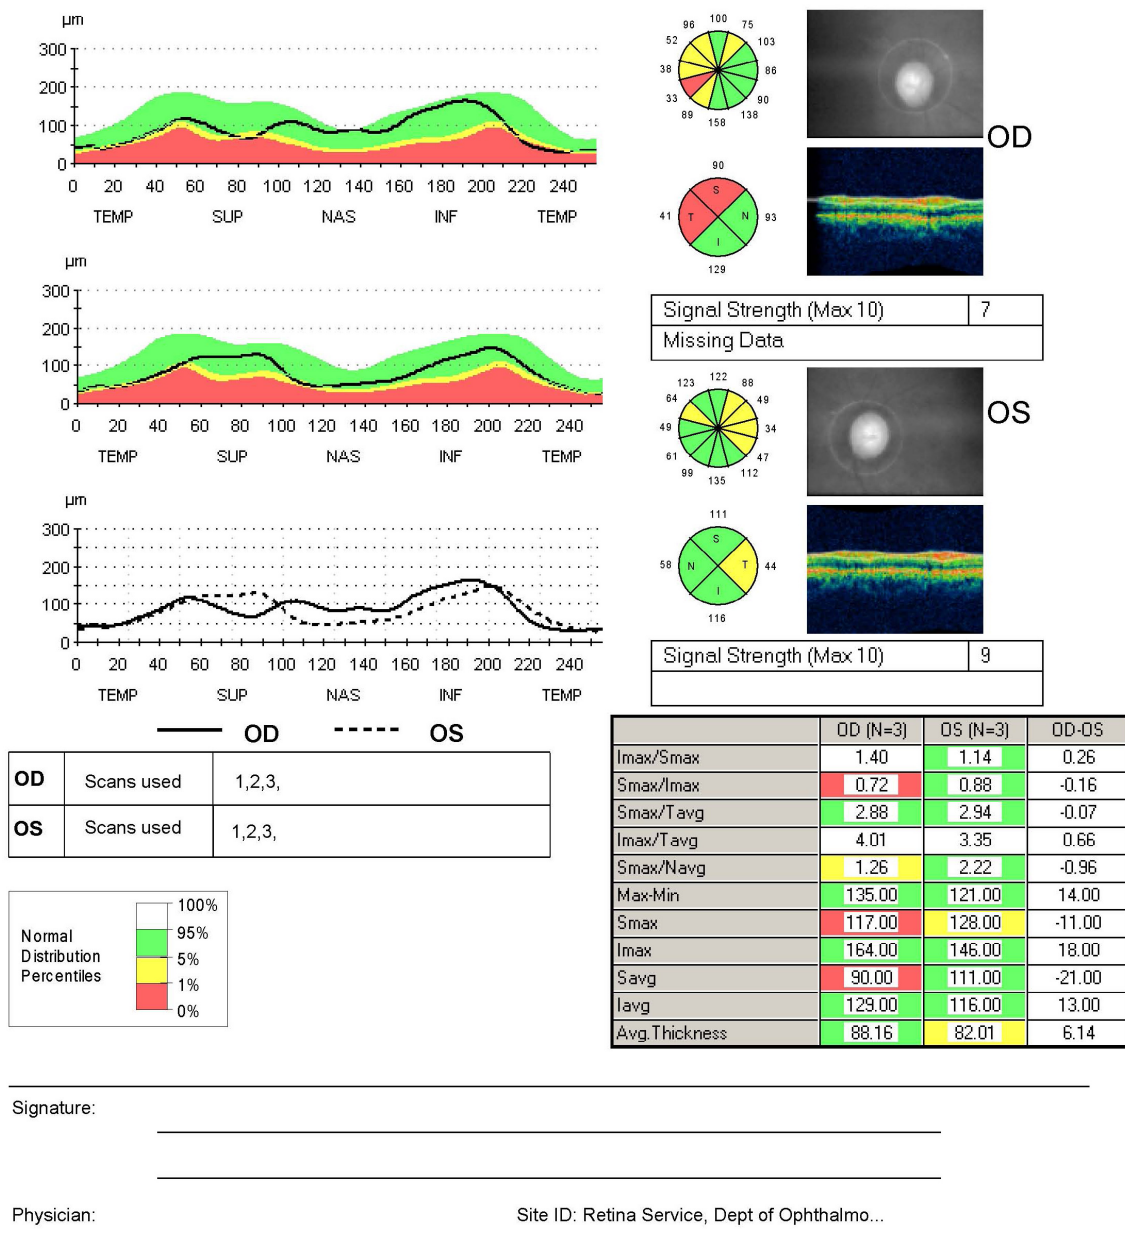 µm
300
200
100
0
0 20 40 60 80 100 120 140 160 180 200 220 240
TEMP SUP NAS INF TEMP
96 100 75
52 103
38 86
33 90
89 158 138
OD
90
S
41 T N 93
I
129
Signal Strength (Max 10) 7
Missing Data
µm
300
200
100
0
0 20 40 60 80 100 120 140 160 180 200 220 240
TEMP SUP NAS INF TEMP
123 122 88
64 49
49 34
61 47
99 135 112
OS
111
S
58 N T 44
I
116
Signal Strength (Max 10) 9
µm
300
200
100
0
0 20 40 60 80 100 120 140 160 180 200 220 240
TEMP SUP NAS INF TEMP
OD OS
OD Scans used 1,2,3,
OS Scans used 1,2,3,
Normal Distribution Percentiles
100%
95%
5%
1%
0%
OD (N=3) OS (N=3) OD-OS
Imax/Smax 1.40 1.14 0.26
Smax/Imax 0.72 0.88 -0.16
Smax/Tavg 2.88 2.94 -0.07
Imax/Tavg 4.01 3.35 0.66
Smax/Navg 1.26 2.22 -0.96
Max-Min 135.00 121.00 14.00
Smax 117.00 128.00 -11.00
Imax 164.00 146.00 18.00
Savg 90.00 111.00 -21.00
Iavg 129.00 116.00 13.00
Avg.Thickness 88.16 82.01 6.14
Signature:
Physician:
Site ID: Retina Service, Dept of Ophthalmo...